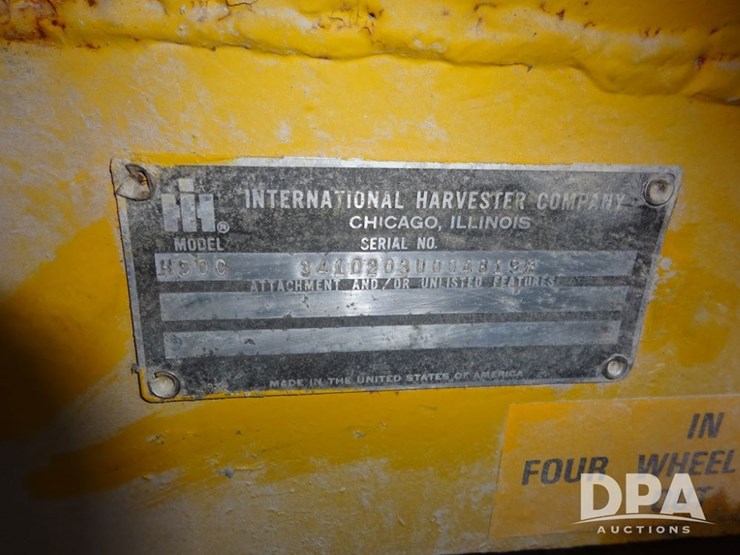 INTERNATIONAL HARVESTER COMPANY
CHICAGO, ILLINOIS
MODEL SERIAL NO.
ATTACHMENT AND/OR UNLISTED FEATURES
MADE IN THE UNITED STATES OF AMERICA
IN
FOUR WHEEL
DPA
AUCTIONS